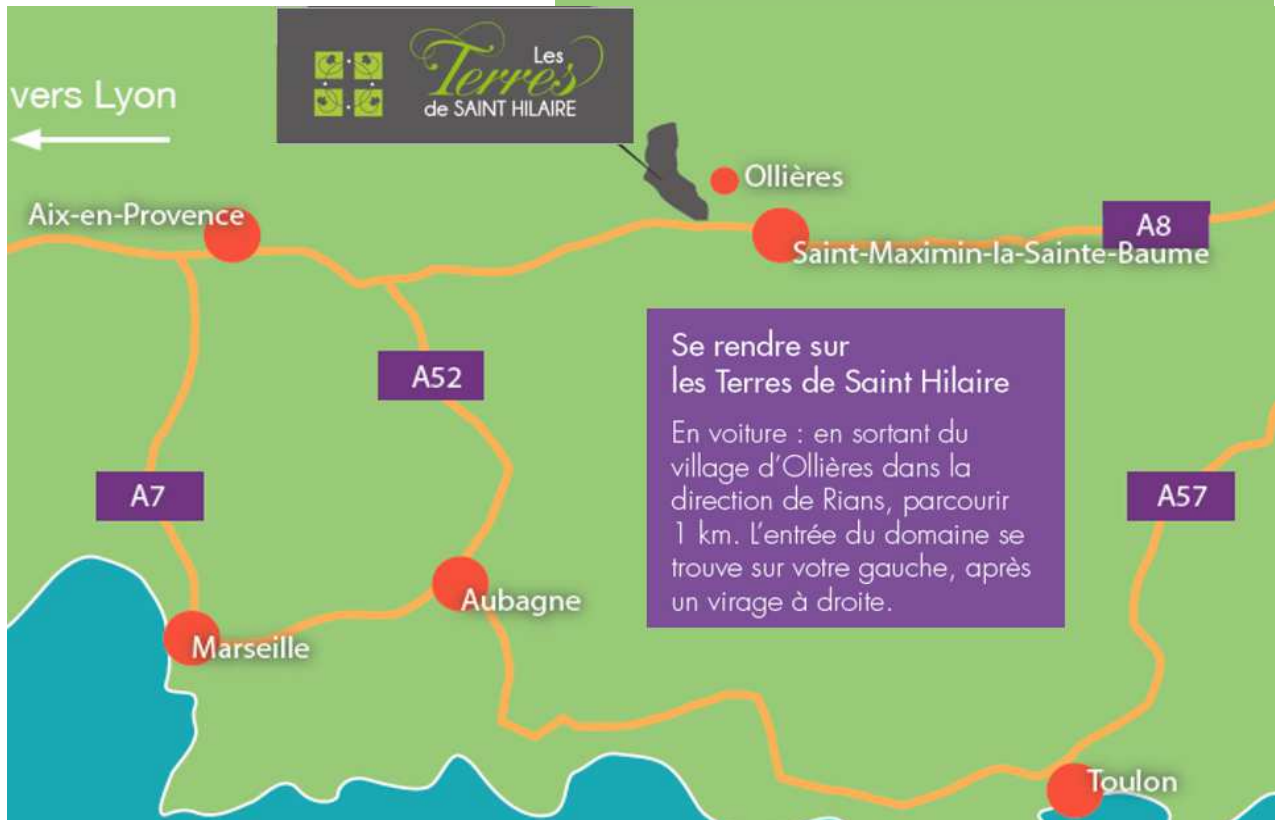 Les
Terres
de SAINT HILAIRE
vers Lyon
Ollières
Aix-en-Provence
A8
Saint-Maximin-la-Sainte-Baume
A52
Se rendre sur
les Terres de Saint Hilaire
En voiture : en sortant du
village d’Ollières dans la
direction de Rians, parcourir
1 km. L’entrée du domaine se
trouve sur votre gauche, après
un virage à droite.
A7
A57
Aubagne
Marseille
Toulon